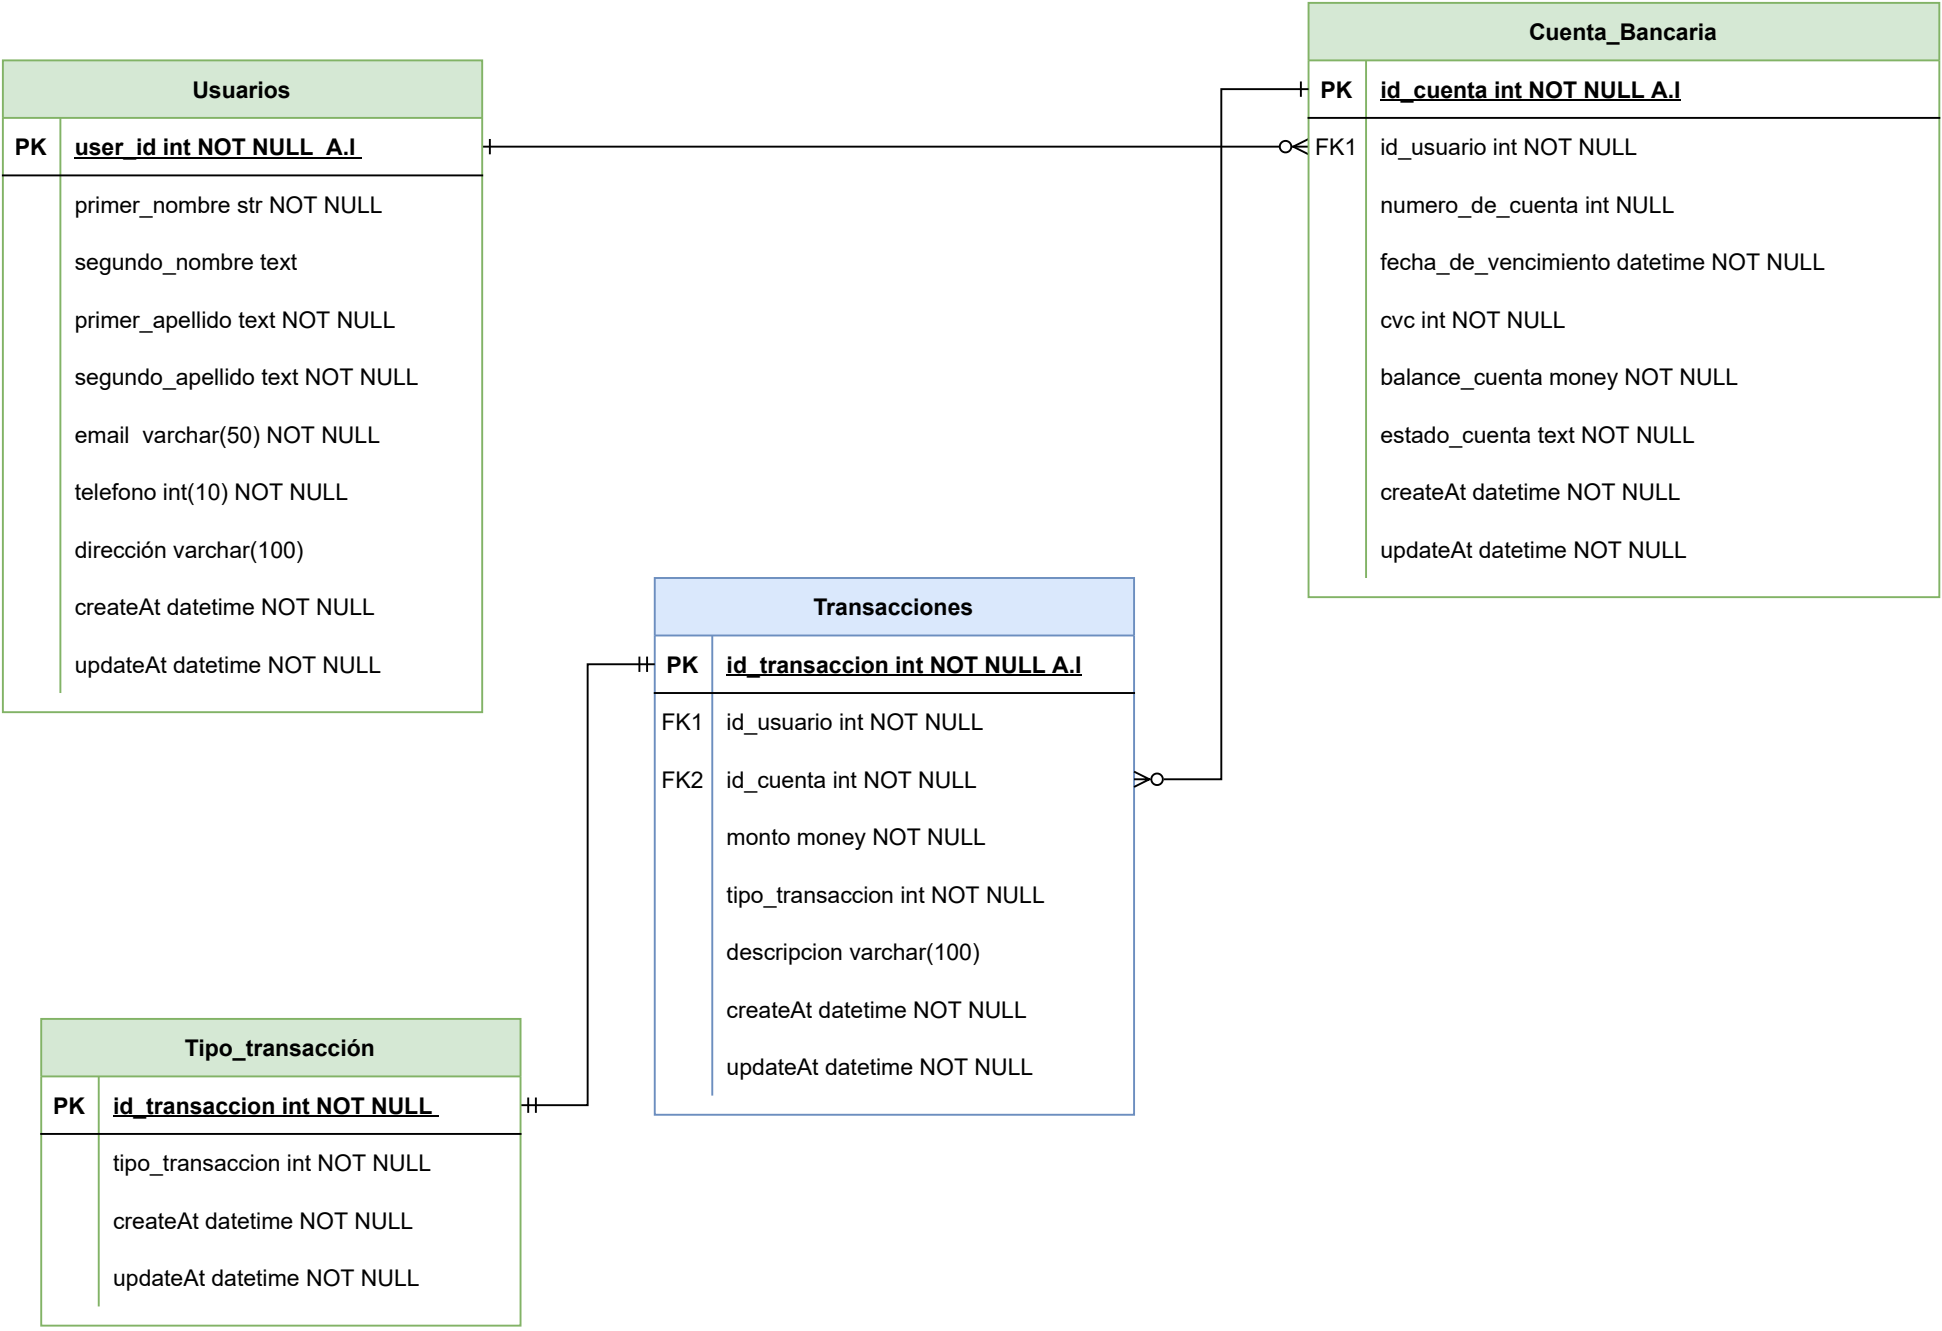 Usuarios
PK user_id int NOT NULL  A.I
primer_nombre str NOT NULL
segundo_nombre text
primer_apellido text NOT NULL
segundo_apellido text NOT NULL
email  varchar(50) NOT NULL
telefono int(10) NOT NULL
dirección varchar(100)
createAt datetime NOT NULL
updateAt datetime NOT NULL
Cuenta_Bancaria
PK id_cuenta int NOT NULL A.I
FK1 id_usuario int NOT NULL
numero_de_cuenta int NULL
fecha_de_vencimiento datetime NOT NULL
cvc int NOT NULL
balance_cuenta money NOT NULL
estado_cuenta text NOT NULL
createAt datetime NOT NULL
updateAt datetime NOT NULL
Transacciones
PK id_transaccion int NOT NULL A.I
FK1 id_usuario int NOT NULL
FK2 id_cuenta int NOT NULL
monto money NOT NULL
tipo_transaccion int NOT NULL
descripcion varchar(100)
createAt datetime NOT NULL
updateAt datetime NOT NULL
Tipo_transacción
PK id_transaccion int NOT NULL
tipo_transaccion int NOT NULL
createAt datetime NOT NULL
updateAt datetime NOT NULL